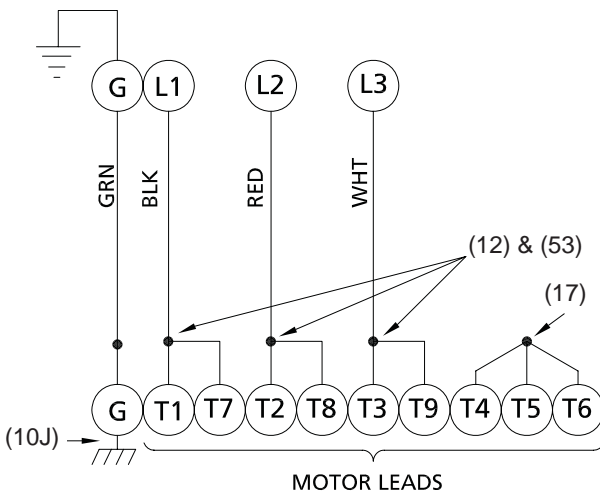 G L1 L2 L3
GRN BLK RED WHT
(12) & (53)
(17)
G T1 T7 T2 T8 T3 T9 T4 T5 T6
(10J)
MOTOR LEADS